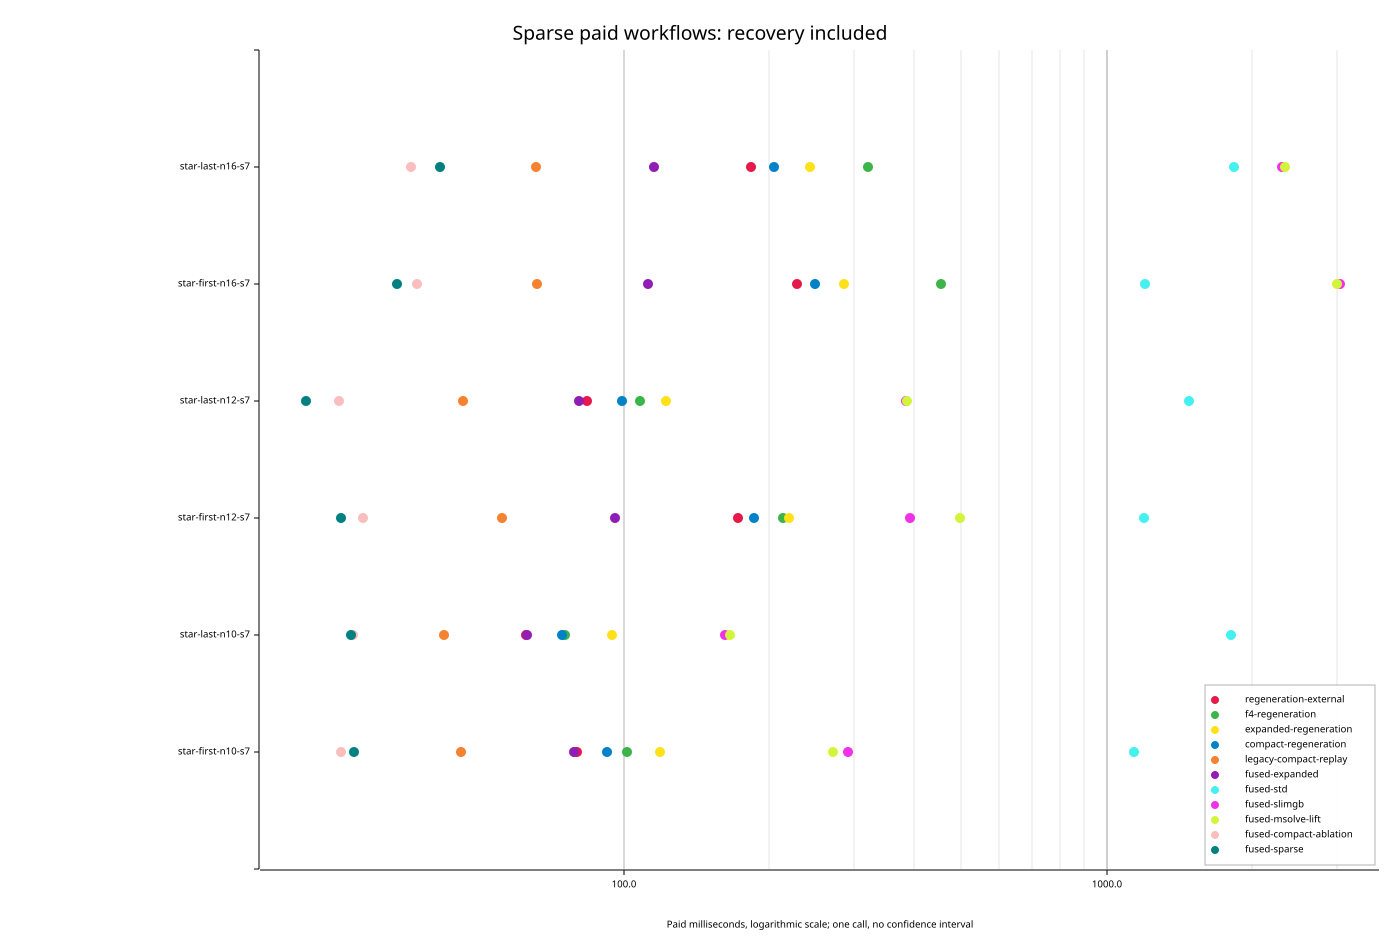 Sparse paid workflows: recovery included
star-last-n16-s7
star-first-n16-s7
star-last-n12-s7
star-first-n12-s7
star-last-n10-s7
star-first-n10-s7
regeneration-external
f4-regeneration
expanded-regeneration
compact-regeneration
legacy-compact-replay
fused-expanded
fused-std
fused-slimgb
fused-msolve-lift
fused-compact-ablation
fused-sparse
100.0
1000.0
Paid milliseconds, logarithmic scale; one call, no confidence interval